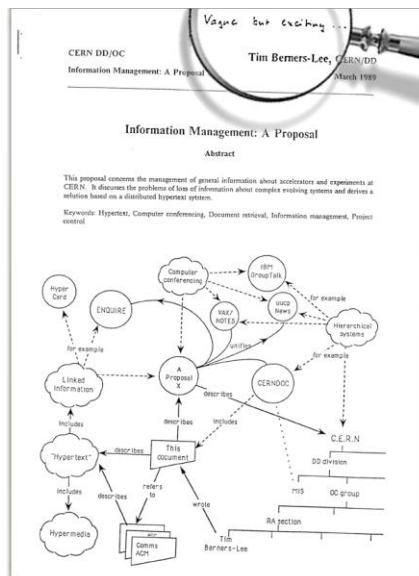 Vague but exciting ...
CERN DD/OC
Tim Berners-Lee, CERN/DD
Information Management: A Proposal
March 1989
Information Management: A Proposal
Abstract
This proposal concerns the management of general information about accelerators and experiments at
CERN. It discusses the problems of loss of information about complex evolving systems and derives a
solution based on a distributed hypertext system.
Keywords: Hypertext, Computer conferencing, Document retrieval, Information management, Project
control
Computer
conferencing
IBM
GroupTalk
Hyper
Card
ENQUIRE
VAX/
NOTES
uucp
News
for example
Hierarchical
systems
for example
unifies
for example
Linked
information
A
Proposal
X
CERNDOC
describes
includes
describes
includes
C.E.R.N
"Hypertext"
describes
This
document
DD division
refers
to
MIS
OC group
includes
describes
wrote
RA section
Hypermedia
Comms
ACM
Tim
Berners-Lee